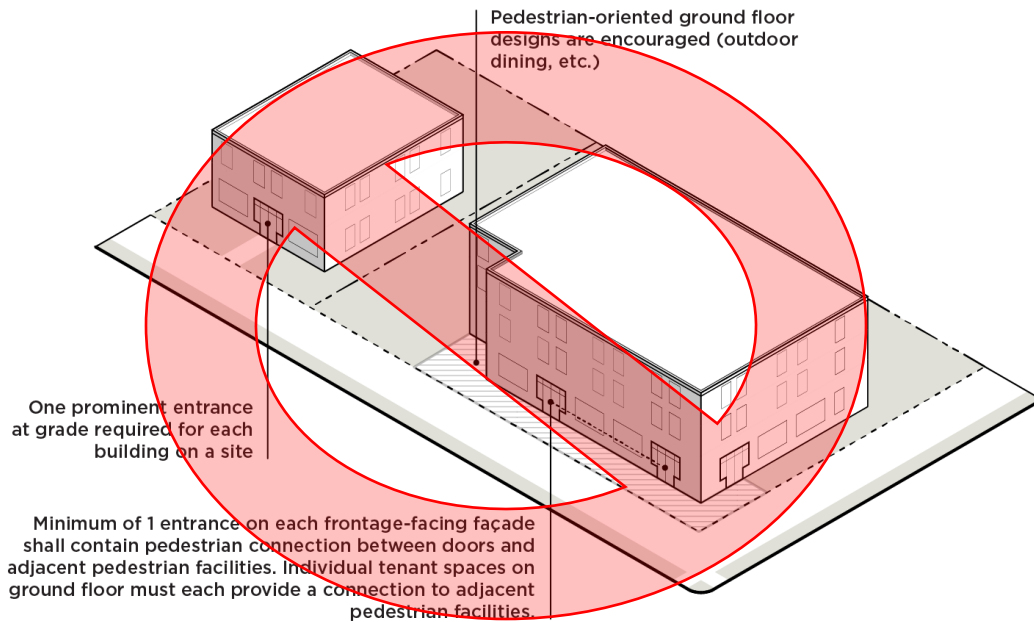 Pedestrian-oriented ground floor
designs are encouraged (outdoor
dining, etc.)
One prominent entrance
at grade required for each
building on a site
Minimum of 1 entrance on each frontage-facing façade
shall contain pedestrian connection between doors and
adjacent pedestrian facilities. Individual tenant spaces on
ground floor must each provide a connection to adjacent
pedestrian facilities.